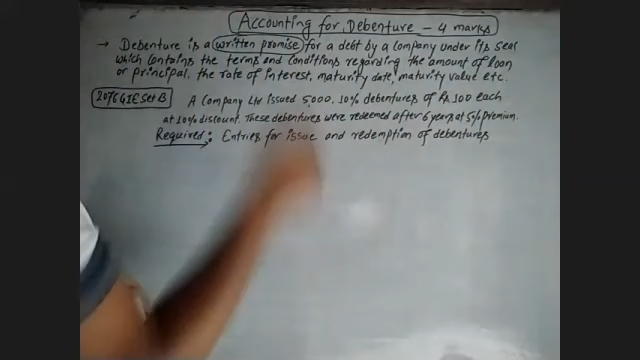 Accounting for Debenture - 4 marks
→ Debenture is a written promise for a debt by a company under its seal
which contains the terms and conditions regarding the amount of loan
or principal, the rate of interest, maturity date, maturity value etc.
2076 GIE Set B A Company Ltd issued 5,000, 10% debentures of Rs 100 each
at 10% discount. These debentures were redeemed after 6 years at 5% premium.
Required: Entries for issue and redemption of debentures